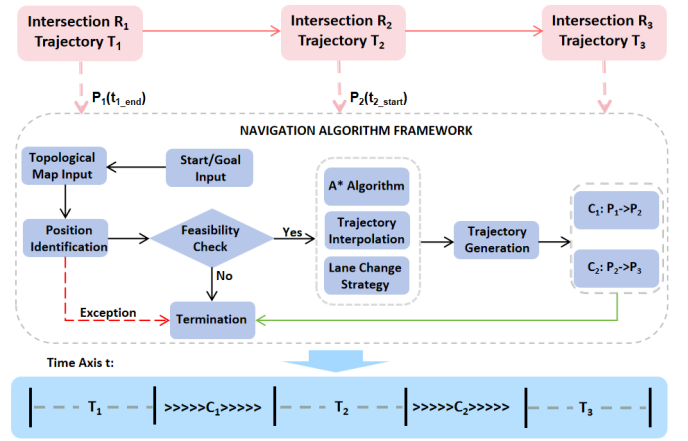 Intersection R1
Trajectory T1
Intersection R2
Trajectory T2
Intersection R3
Trajectory T3
P1(t1_end)
P2(t2_start)
NAVIGATION ALGORITHM FRAMEWORK
Topological
Map Input
Start/Goal
Input
Position
Identification
Feasibility
Check
Yes
No
Exception
Termination
A* Algorithm
Trajectory
Interpolation
Lane Change
Strategy
Trajectory
Generation
C1: P1->P2
C2: P2->P3
Time Axis t:
T1 >>>>>C1>>>>> T2 >>>>>C2>>>>> T3